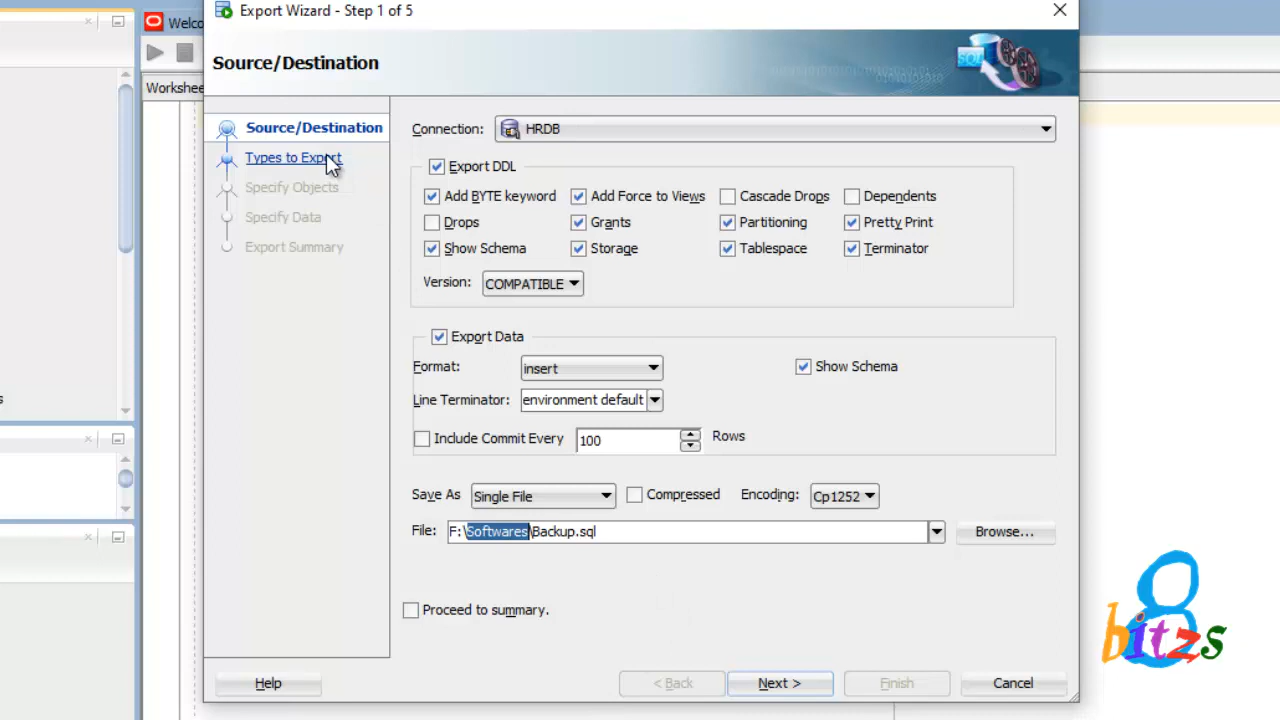 Export Wizard - Step 1 of 5
Welco
Source/Destination
SQL
Workshee
Source/Destination
Types to Export
Specify Objects
Specify Data
Export Summary
Connection: HRDB
Export DDL
Add BYTE keyword Add Force to Views Cascade Drops Dependents
Drops Grants Partitioning Pretty Print
Show Schema Storage Tablespace Terminator
Version: COMPATIBLE
Export Data
Format: insert Show Schema
Line Terminator: environment default
Include Commit Every 100 Rows
Save As Single File Compressed Encoding: Cp1252
File: F:\Softwares\Backup.sql Browse...
Proceed to summary.
Help < Back Next > Finish Cancel
8
bitzs
s